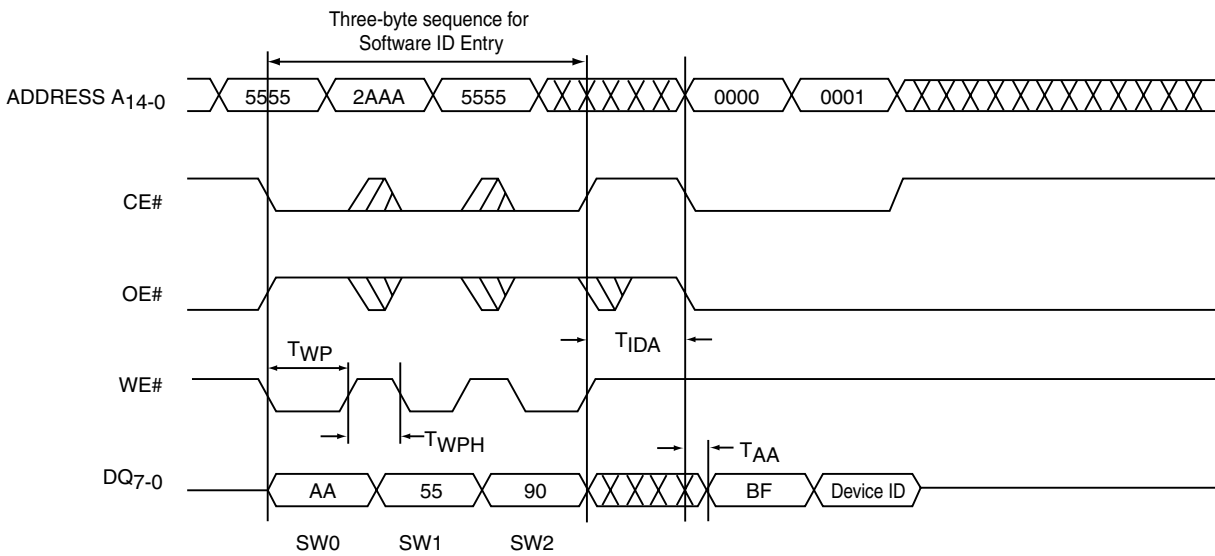 Three-byte sequence for
Software ID Entry
ADDRESS A14-0
5555 2AAA 5555 0000 0001
CE#
OE#
TIDA
TWP
WE#
TWPH
TAA
DQ7-0
AA 55 90 BF Device ID
SW0 SW1 SW2